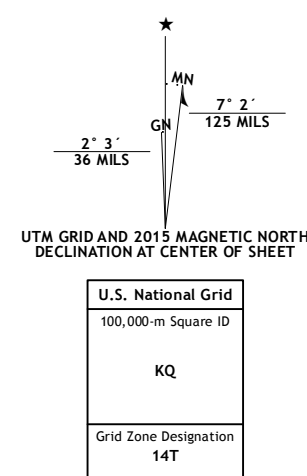 MN
GN
7° 2´
125 MILS
2° 3´
36 MILS
UTM GRID AND 2015 MAGNETIC NORTH
DECLINATION AT CENTER OF SHEET
U.S. National Grid
100,000-m Square ID
KQ
Grid Zone Designation
14T